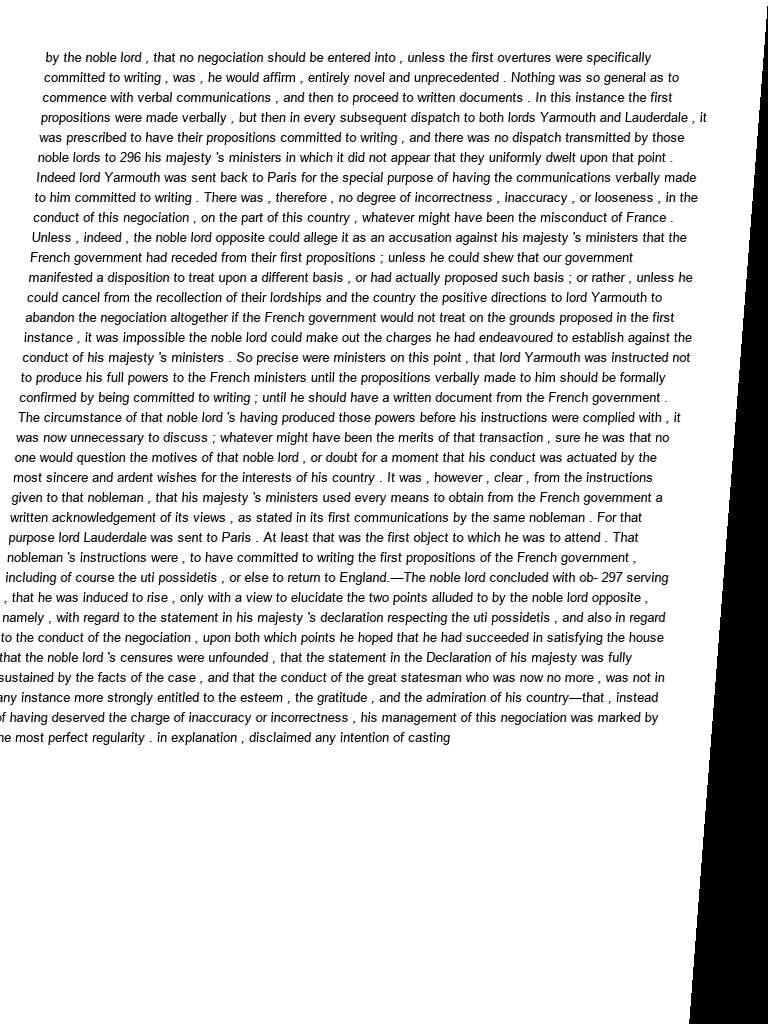 by the noble lord , that no negociation should be entered into , unless the first overtures were specifically
committed to writing , was , he would affirm , entirely novel and unprecedented . Nothing was so general as to
commence with verbal communications , and then to proceed to written documents . In this instance the first
propositions were made verbally , but then in every subsequent dispatch to both lords Yarmouth and Lauderdale , it
was prescribed to have their propositions committed to writing , and there was no dispatch transmitted by those
noble lords to 296 his majesty 's ministers in which it did not appear that they uniformly dwelt upon that point .
Indeed lord Yarmouth was sent back to Paris for the special purpose of having the communications verbally made
to him committed to writing . There was , therefore , no degree of incorrectness , inaccuracy , or looseness , in the
conduct of this negociation , on the part of this country , whatever might have been the misconduct of France .
Unless , indeed , the noble lord opposite could allege it as an accusation against his majesty 's ministers that the
French government had receded from their first propositions ; unless he could shew that our government
manifested a disposition to treat upon a different basis , or had actually proposed such basis ; or rather , unless he
could cancel from the recollection of their lordships and the country the positive directions to lord Yarmouth to
abandon the negociation altogether if the French government would not treat on the grounds proposed in the first
instance , it was impossible the noble lord could make out the charges he had endeavoured to establish against the
conduct of his majesty 's ministers . So precise were ministers on this point , that lord Yarmouth was instructed not
to produce his full powers to the French ministers until the propositions verbally made to him should be formally
confirmed by being committed to writing ; until he should have a written document from the French government .
The circumstance of that noble lord 's having produced those powers before his instructions were complied with , it
was now unnecessary to discuss ; whatever might have been the merits of that transaction , sure he was that no
one would question the motives of that noble lord , or doubt for a moment that his conduct was actuated by the
most sincere and ardent wishes for the interests of his country . It was , however , clear , from the instructions
given to that nobleman , that his majesty 's ministers used every means to obtain from the French government a
written acknowledgement of its views , as stated in its first communications by the same nobleman . For that
purpose lord Lauderdale was sent to Paris . At least that was the first object to which he was to attend . That
nobleman 's instructions were , to have committed to writing the first propositions of the French government ,
including of course the uti possidetis , or else to return to England.—The noble lord concluded with ob- 297 serving
, that he was induced to rise , only with a view to elucidate the two points alluded to by the noble lord opposite ,
namely , with regard to the statement in his majesty 's declaration respecting the uti possidetis , and also in regard
to the conduct of the negociation , upon both which points he hoped that he had succeeded in satisfying the house
that the noble lord 's censures were unfounded , that the statement in the Declaration of his majesty was fully
sustained by the facts of the case , and that the conduct of the great statesman who was now no more , was not in
any instance more strongly entitled to the esteem , the gratitude , and the admiration of his country—that , instead
of having deserved the charge of inaccuracy or incorrectness , his management of this negociation was marked by
the most perfect regularity . in explanation , disclaimed any intention of casting